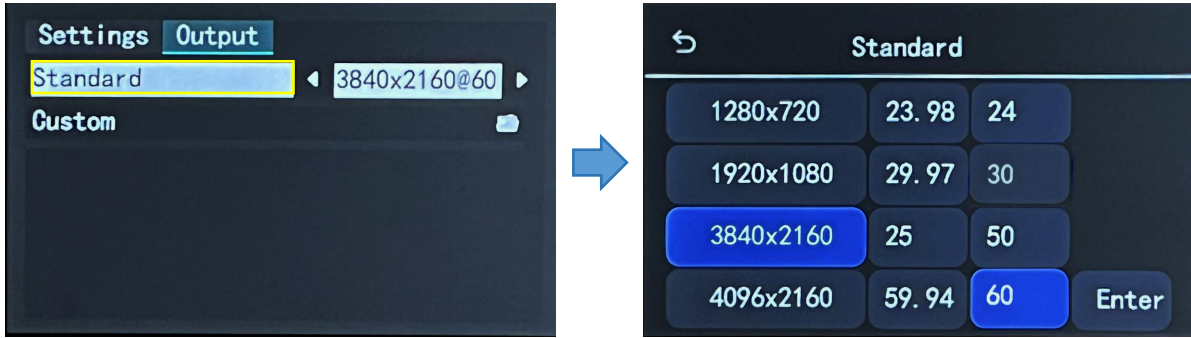 Settings Output
Standard 3840x2160@60
Custom
Standard
1280x720 23.98 24
1920x1080 29.97 30
3840x2160 25 50
4096x2160 59.94 60 Enter